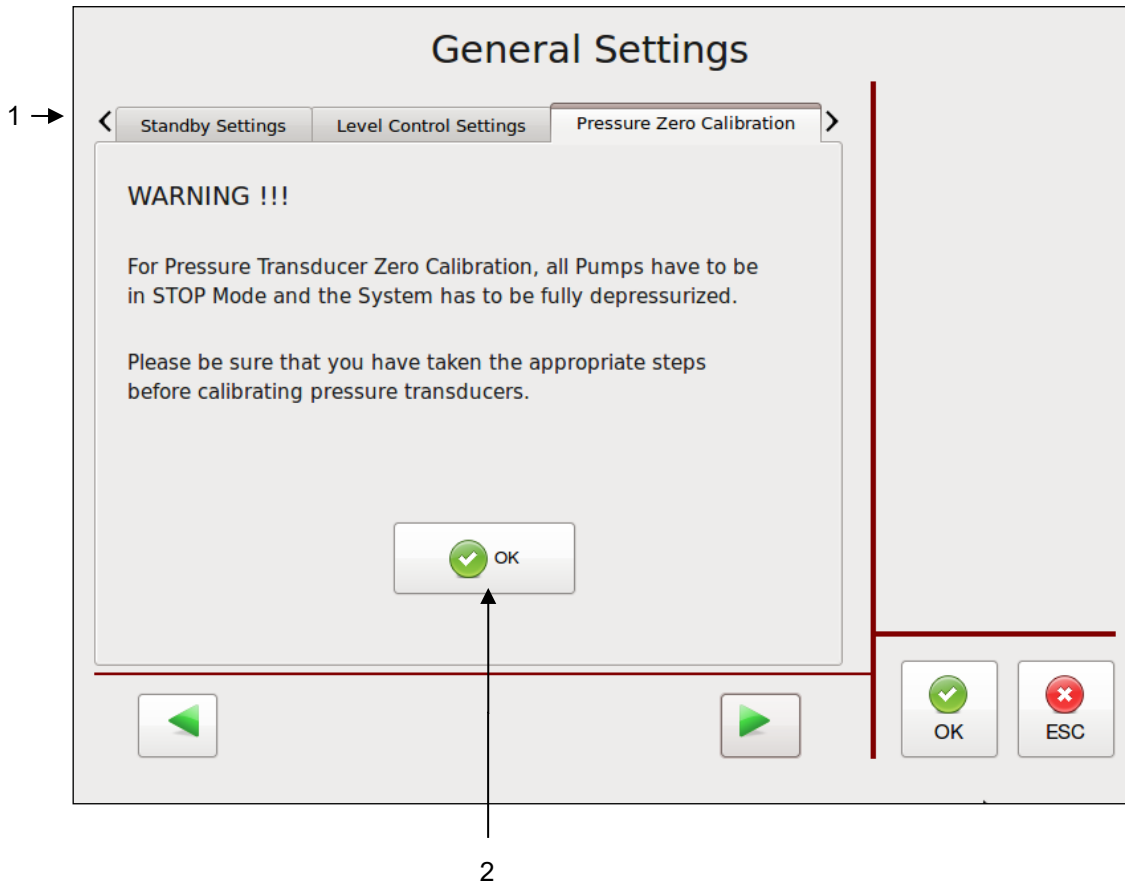 General Settings
1
Standby Settings
Level Control Settings
Pressure Zero Calibration
WARNING !!!
For Pressure Transducer Zero Calibration, all Pumps have to be
in STOP Mode and the System has to be fully depressurized.
Please be sure that you have taken the appropriate steps
before calibrating pressure transducers.
OK
OK
ESC
2